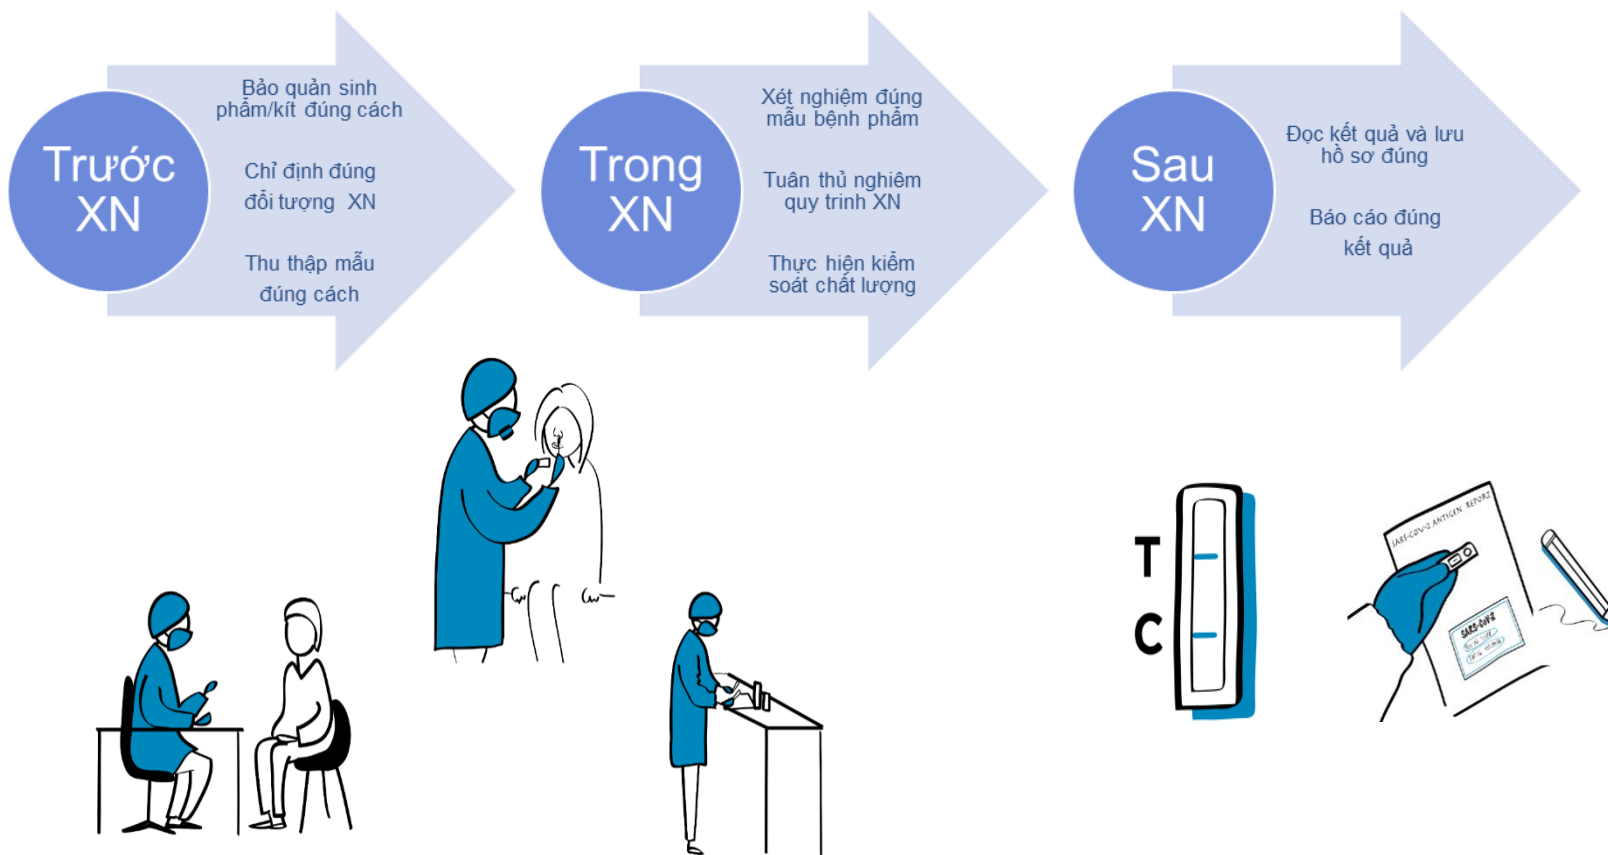 Trước
XN
Bảo quản sinh
phẩm/kít đúng cách
Chỉ định đúng
đối tượng XN
Thu thập mẫu
đúng cách
Trong
XN
Xét nghiệm đúng
mẫu bệnh phẩm
Tuân thủ nghiêm
quy trinh XN
Thực hiện kiểm
soát chất lượng
Sau
XN
Đọc kết quả và lưu
hồ sơ đúng
Báo cáo đúng
kết quả
T
C
SARS-COV-2 ANTIGEN REPORT
SARS-COV-2